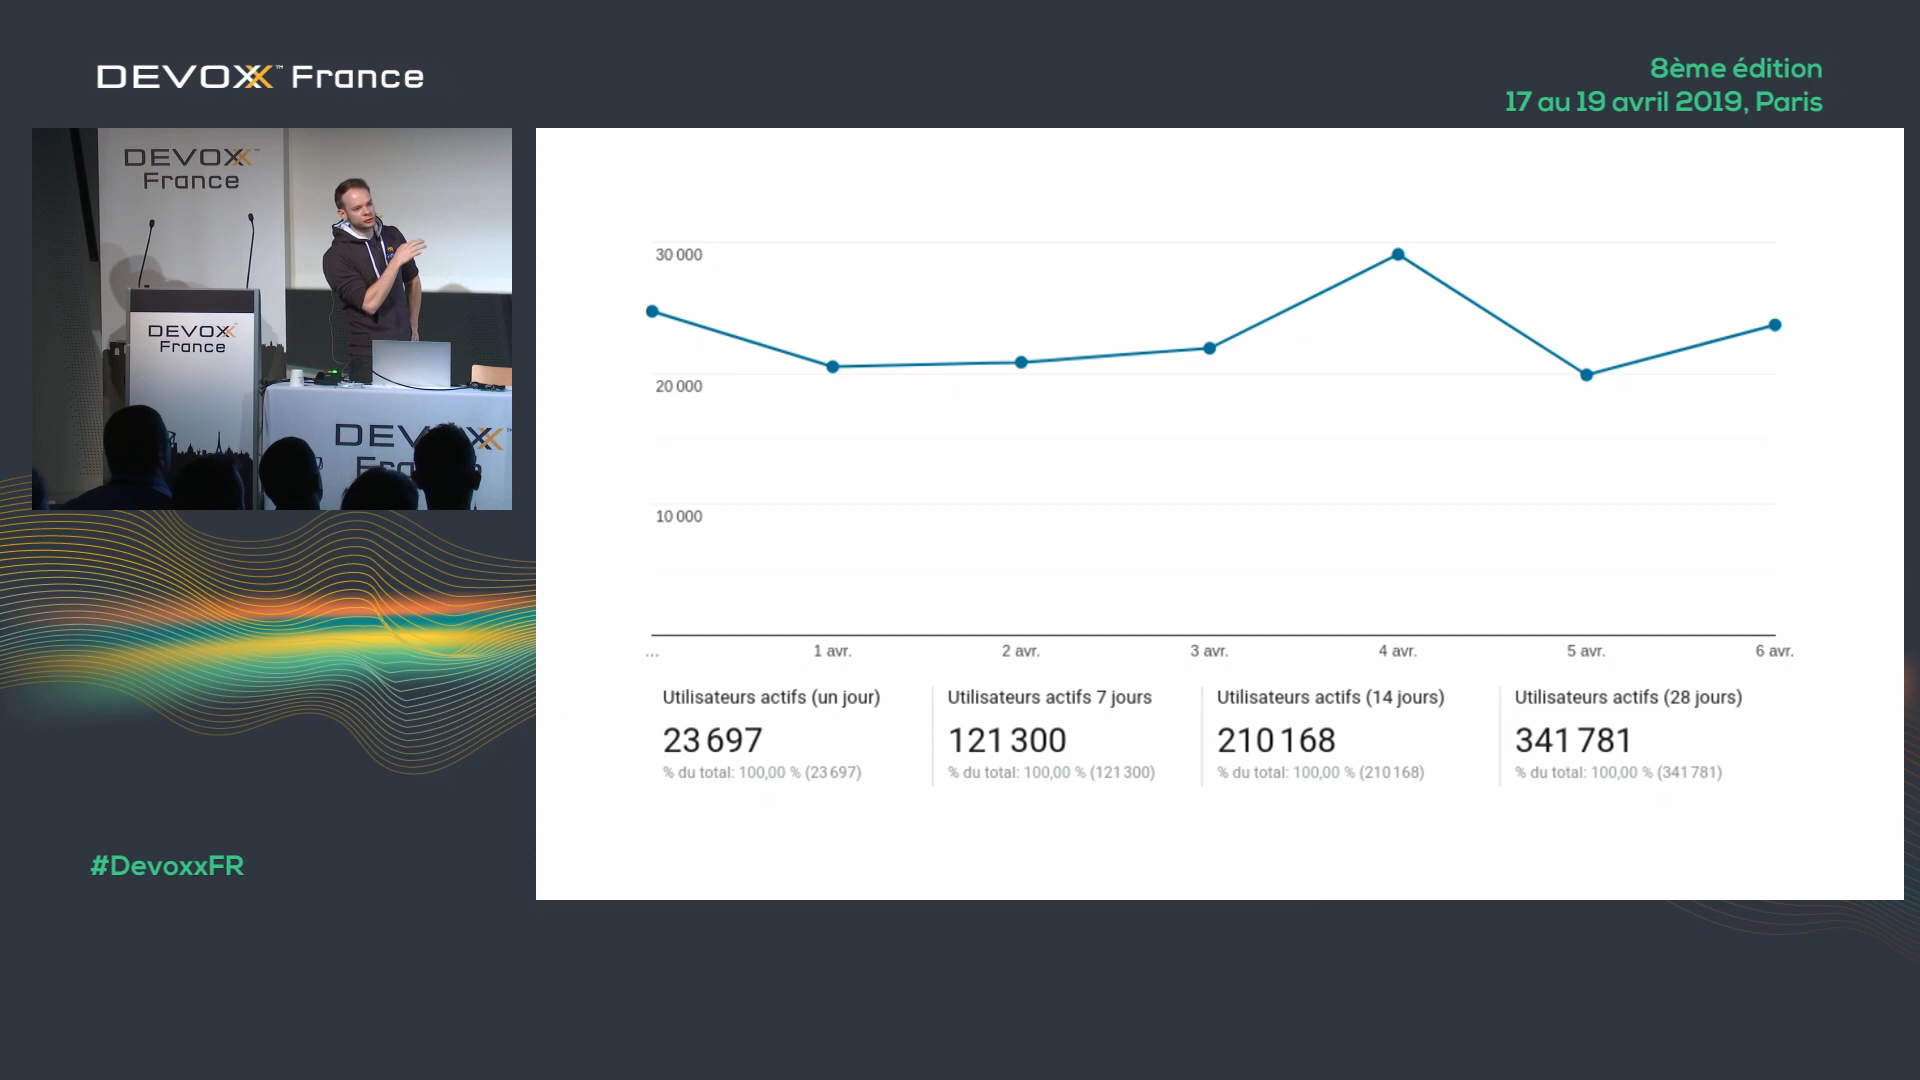 DEVOXX™ France
8ème édition
17 au 19 avril 2019, Paris
DEVOXX™
France
DEVOXX
France
DEVOXX™
30 000
20 000
10 000
...
1 avr.
2 avr.
3 avr.
4 avr.
5 avr.
6 avr.
Utilisateurs actifs (un jour)
23 697
% du total: 100,00 % (23 697)
Utilisateurs actifs 7 jours
121 300
% du total: 100,00 % (121 300)
Utilisateurs actifs (14 jours)
210 168
% du total: 100,00 % (210 168)
Utilisateurs actifs (28 jours)
341 781
% du total: 100,00 % (341 781)
#DevoxxFR